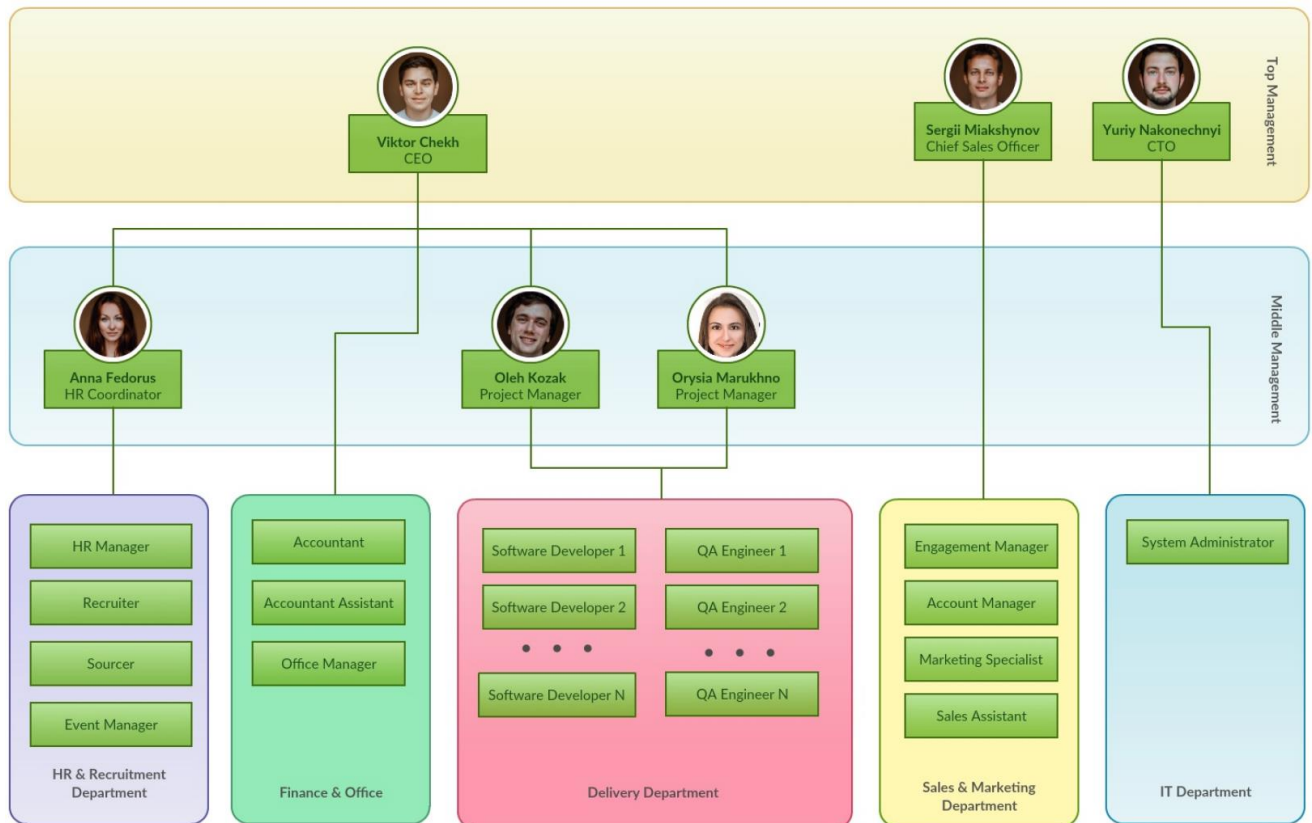 Top Management
Viktor Chekh
CEO
Sergii Miakshynov
Chief Sales Officer
Yuriy Nakonechnyi
CTO
Middle Management
Anna Fedorus
HR Coordinator
Oleh Kozak
Project Manager
Orysia Marukhno
Project Manager
HR Manager
Recruiter
Sourcer
Event Manager
HR & Recruitment
Department
Accountant
Accountant Assistant
Office Manager
Finance & Office
Software Developer 1
QA Engineer 1
Software Developer 2
QA Engineer 2
• • •
• • •
Software Developer N
QA Engineer N
Delivery Department
Engagement Manager
Account Manager
Marketing Specialist
Sales Assistant
Sales & Marketing
Department
System Administrator
IT Department